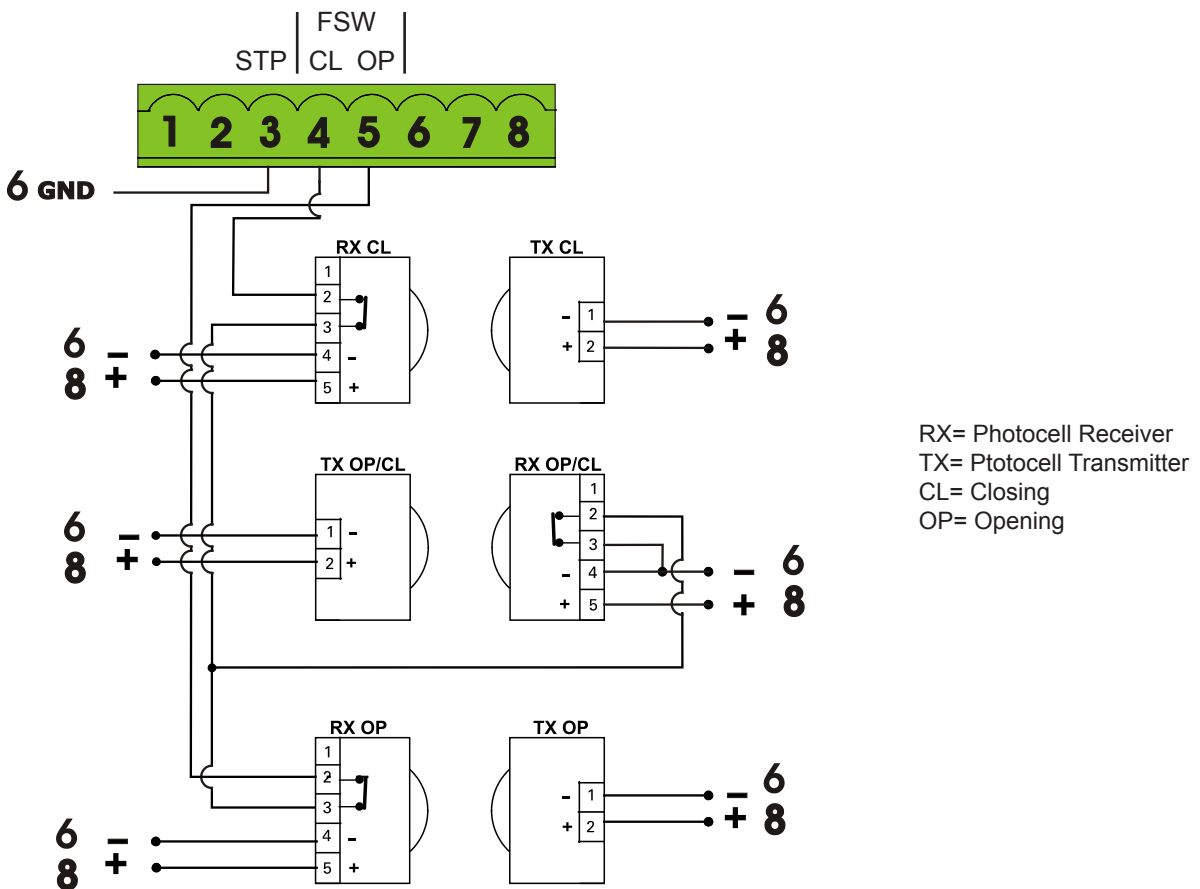 FSW
STP CL OP
1 2 3 4 5 6 7 8
6 GND
RX CL
1
2
3
4 -
5 +
6 -
8 +
TX CL
- 1
+ 2
- 6
+ 8
TX OP/CL
1 -
2 +
6 -
8 +
RX OP/CL
1
2
3
- 4
+ 5
- 6
+ 8
RX OP
1
2
3
4 -
5 +
6 -
8 +
TX OP
- 1
+ 2
- 6
+ 8
RX= Photocell Receiver
TX= Ptotocell Transmitter
CL= Closing
OP= Opening